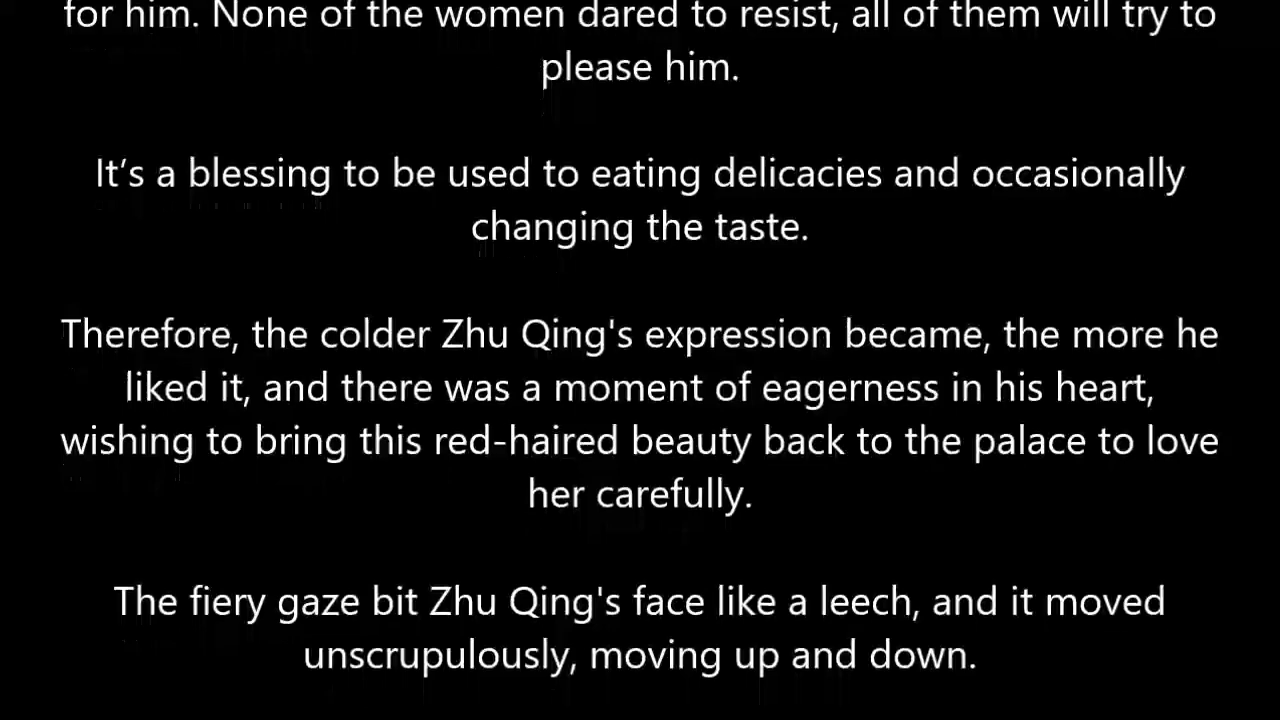 for him. None of the women dared to resist, all of them will try to
please him.
It’s a blessing to be used to eating delicacies and occasionally
changing the taste.
Therefore, the colder Zhu Qing's expression became, the more he
liked it, and there was a moment of eagerness in his heart,
wishing to bring this red-haired beauty back to the palace to love
her carefully.
The fiery gaze bit Zhu Qing's face like a leech, and it moved
unscrupulously, moving up and down.